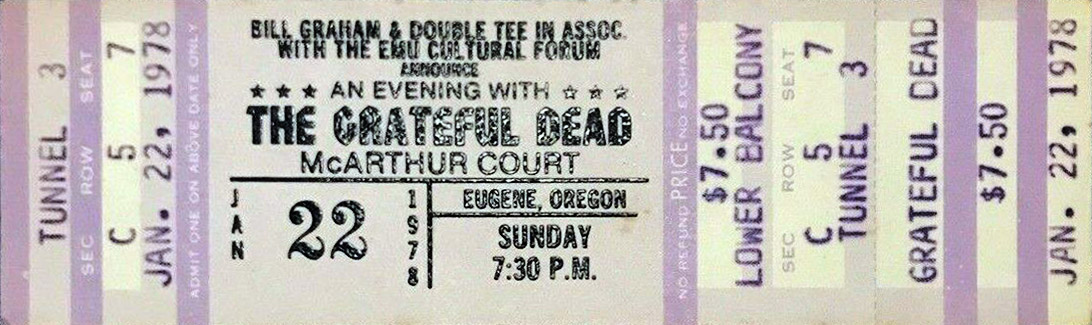 TUNNEL 3
SEC ROW SEAT
C 5 7
JAN. 22, 1978
ADMIT ONE ON ABOVE DATE ONLY
BILL GRAHAM & DOUBLE TEE IN ASSOC.
WITH THE EMU CULTURAL FORUM
ANNOUNCE
★ ★ ★ AN EVENING WITH ☆ ☆ ☆
THE GRATEFUL DEAD
McARTHUR COURT
JAN 22 1978
EUGENE, OREGON
SUNDAY
7:30 P.M.
NO REFUND PRICE NO EXCHANGE
$7.50
LOWER BALCONY
SEC ROW SEAT
C 5 7
TUNNEL 3
GRATEFUL DEAD
$7.50
JAN. 22, 1978